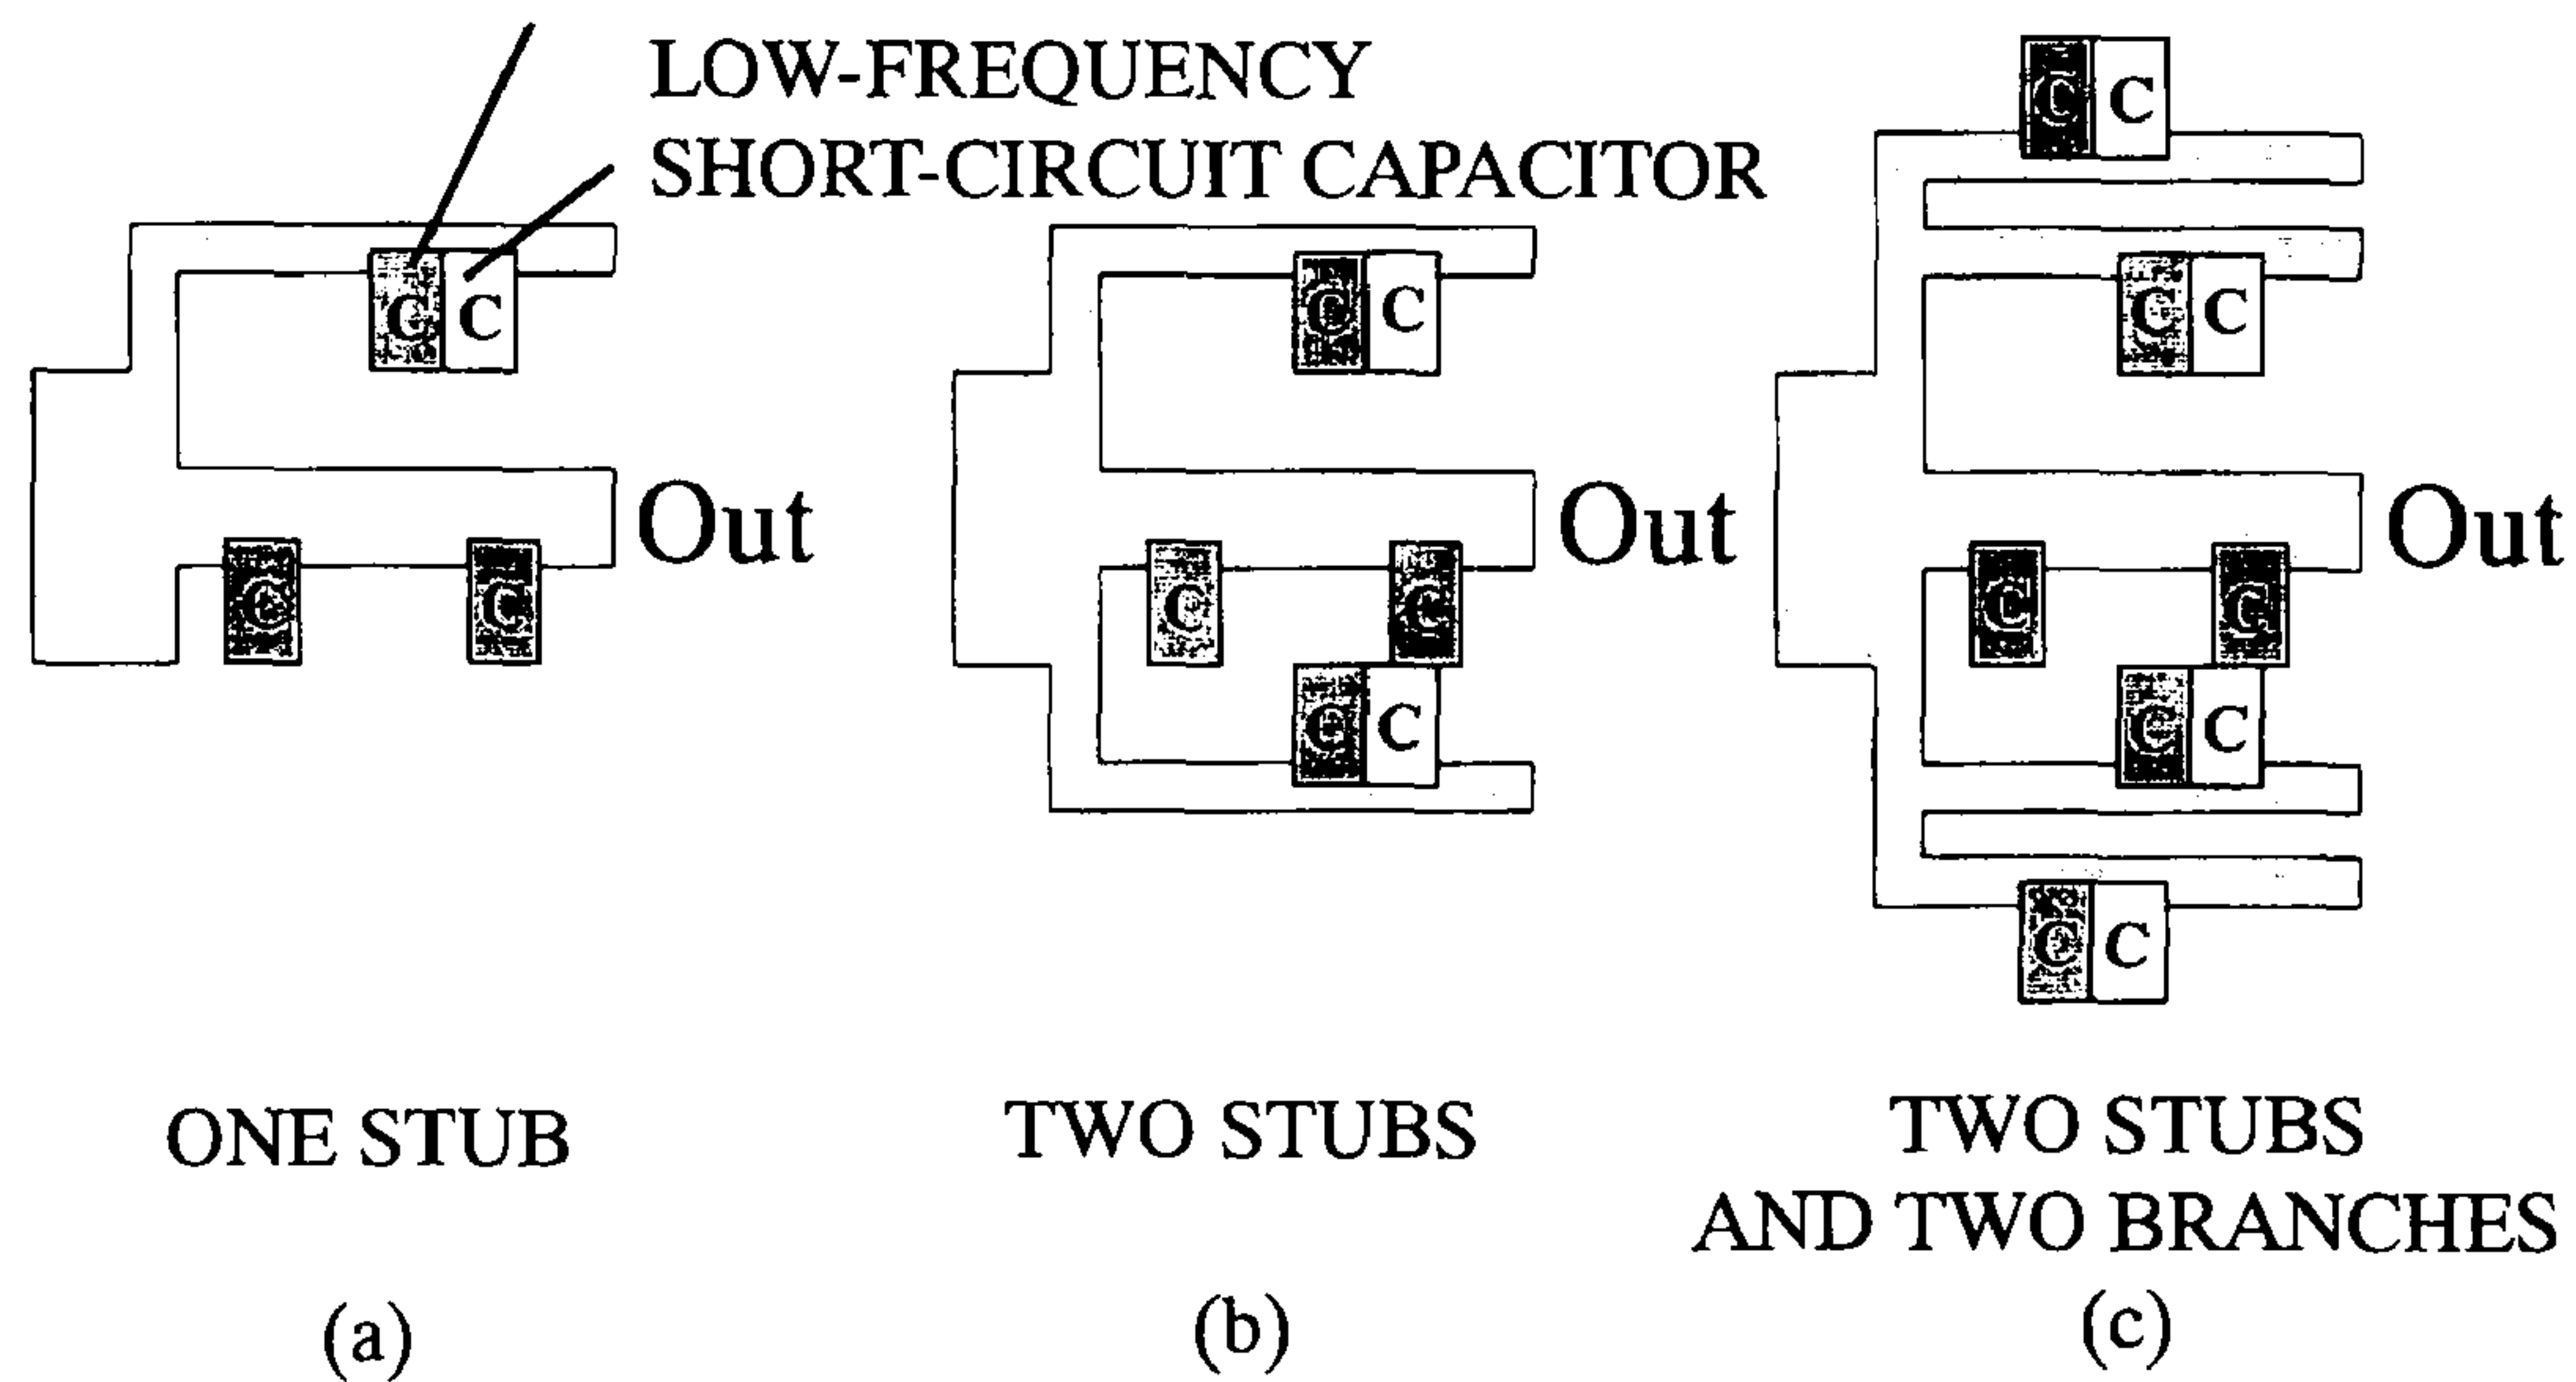 LOW-FREQUENCY
SHORT-CIRCUIT CAPACITOR
C C
C C
C C
C C
C C
Out
Out
Out
C
C
C
C
C
C
C C
C C
C C
ONE STUB
TWO STUBS
TWO STUBS
AND TWO BRANCHES
(a)
(b)
(c)